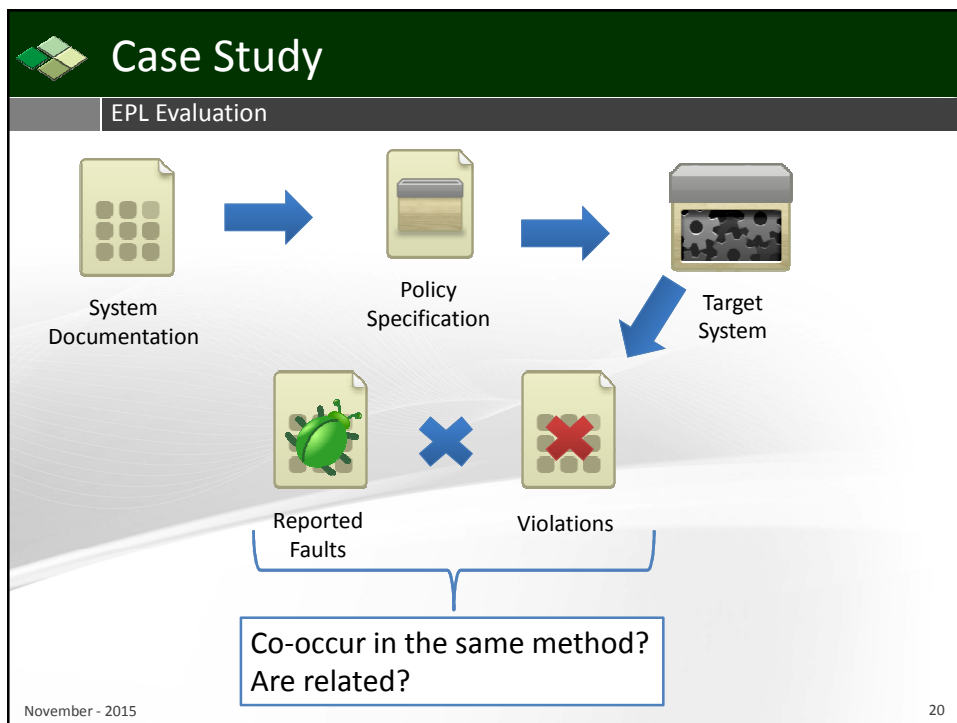 Case Study
EPL Evaluation
System
Documentation
Policy
Specification
Target
System
Reported
Faults
Violations
Co-occur in the same method?
Are related?
November - 2015
20